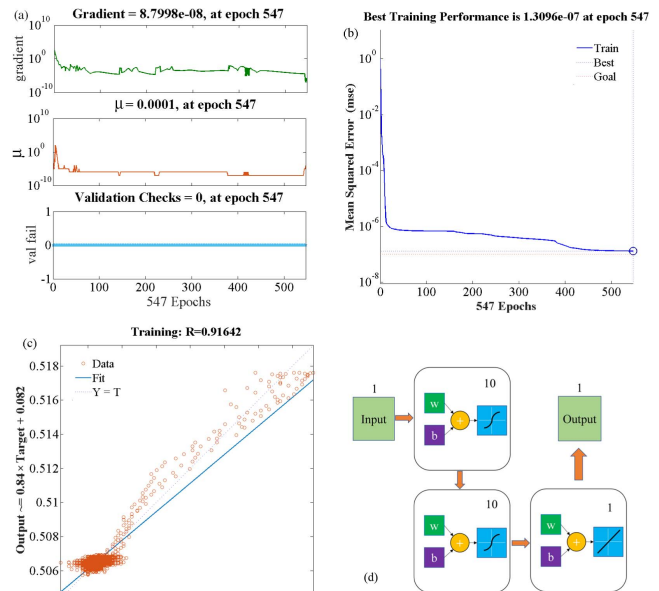 (a)
Gradient = 8.7998e-08, at epoch 547
10^10
10^0
10^-10
gradient
μ = 0.0001, at epoch 547
10^10
10^0
10^-10
μ
Validation Checks = 0, at epoch 547
1
0
-1
val fail
0 100 200 300 400 500
547 Epochs
(b)
Best Training Performance is 1.3096e-07 at epoch 547
10^0
10^-2
10^-4
10^-6
10^-8
Mean Squared Error (mse)
Train
Best
Goal
0 100 200 300 400 500
547 Epochs
(c)
Training: R=0.91642
0.518
0.516
0.514
0.512
0.51
0.508
0.506
Output ~= 0.84×Target + 0.082
Data
Fit
Y = T
1
Input
10
w
b
+
10
w
b
+
1
w
b
+
1
Output
(d)